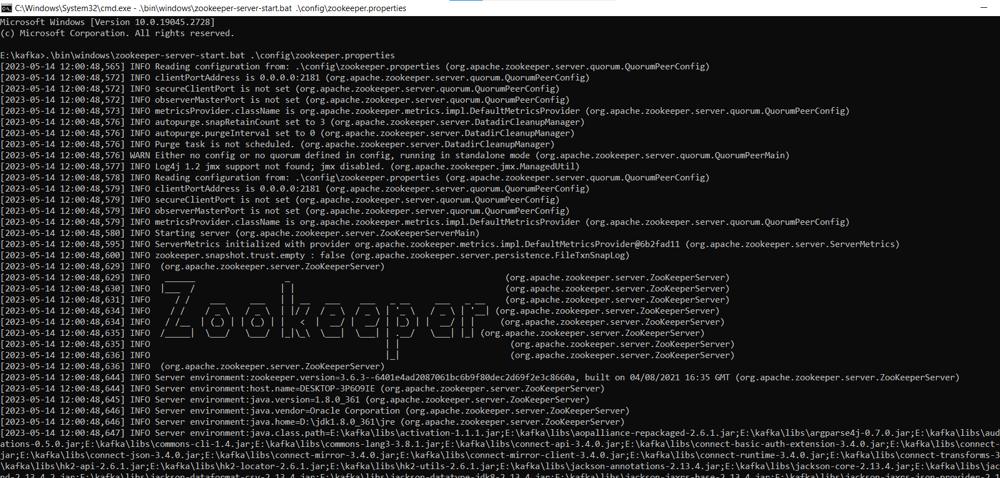 C:\Windows\System32\cmd.exe - .\bin\windows\zookeeper-server-start.bat .\config\zookeeper.properties
Microsoft Windows [Version 10.0.19045.2728]
(c) Microsoft Corporation. All rights reserved.
E:\kafka>.\bin\windows\zookeeper-server-start.bat .\config\zookeeper.properties
[2023-05-14 12:00:48,565] INFO Reading configuration from: .\config\zookeeper.properties (org.apache.zookeeper.server.quorum.QuorumPeerConfig)
[2023-05-14 12:00:48,572] INFO clientPortAddress is 0.0.0.0:2181 (org.apache.zookeeper.server.quorum.QuorumPeerConfig)
[2023-05-14 12:00:48,572] INFO secureClientPort is not set (org.apache.zookeeper.server.quorum.QuorumPeerConfig)
[2023-05-14 12:00:48,572] INFO observerMasterPort is not set (org.apache.zookeeper.server.quorum.QuorumPeerConfig)
[2023-05-14 12:00:48,573] INFO metricsProvider.className is org.apache.zookeeper.metrics.impl.DefaultMetricsProvider (org.apache.zookeeper.server.quorum.QuorumPeerConfig)
[2023-05-14 12:00:48,576] INFO autopurge.snapRetainCount set to 3 (org.apache.zookeeper.server.DatadirCleanupManager)
[2023-05-14 12:00:48,576] INFO autopurge.purgeInterval set to 0 (org.apache.zookeeper.server.DatadirCleanupManager)
[2023-05-14 12:00:48,576] INFO Purge task is not scheduled. (org.apache.zookeeper.server.DatadirCleanupManager)
[2023-05-14 12:00:48,576] WARN Either no config or no quorum defined in config, running in standalone mode (org.apache.zookeeper.server.quorum.QuorumPeerMain)
[2023-05-14 12:00:48,577] INFO Log4j 1.2 jmx support not found; jmx disabled. (org.apache.zookeeper.jmx.ManagedUtil)
[2023-05-14 12:00:48,578] INFO Reading configuration from: .\config\zookeeper.properties (org.apache.zookeeper.server.quorum.QuorumPeerConfig)
[2023-05-14 12:00:48,579] INFO clientPortAddress is 0.0.0.0:2181 (org.apache.zookeeper.server.quorum.QuorumPeerConfig)
[2023-05-14 12:00:48,579] INFO secureClientPort is not set (org.apache.zookeeper.server.quorum.QuorumPeerConfig)
[2023-05-14 12:00:48,579] INFO observerMasterPort is not set (org.apache.zookeeper.server.quorum.QuorumPeerConfig)
[2023-05-14 12:00:48,579] INFO metricsProvider.className is org.apache.zookeeper.metrics.impl.DefaultMetricsProvider (org.apache.zookeeper.server.quorum.QuorumPeerConfig)
[2023-05-14 12:00:48,580] INFO Starting server (org.apache.zookeeper.server.ZooKeeperServerMain)
[2023-05-14 12:00:48,595] INFO ServerMetrics initialized with provider org.apache.zookeeper.metrics.impl.DefaultMetricsProvider@6b2fad11 (org.apache.zookeeper.server.ServerMetrics)
[2023-05-14 12:00:48,600] INFO zookeeper.snapshot.trust.empty : false (org.apache.zookeeper.server.persistence.FileTxnSnapLog)
[2023-05-14 12:00:48,629] INFO  (org.apache.zookeeper.server.ZooKeeperServer)
[2023-05-14 12:00:48,629] INFO   ______                  _                                           (org.apache.zookeeper.server.ZooKeeperServer)
[2023-05-14 12:00:48,630] INFO  |___  /                 | |                                          (org.apache.zookeeper.server.ZooKeeperServer)
[2023-05-14 12:00:48,631] INFO     / /    ___     ___   | | __   ___    ___   _ __     ___   _ __    (org.apache.zookeeper.server.ZooKeeperServer)
[2023-05-14 12:00:48,634] INFO    / /    / _ \   / _ \  | |/ /  / _ \  / _ \ | '_ \   / _ \ | '__| (org.apache.zookeeper.server.ZooKeeperServer)
[2023-05-14 12:00:48,634] INFO   / /__  | (_) | | (_) | |   <  |  __/ |  __/ | |_) | |  __/ | |     (org.apache.zookeeper.server.ZooKeeperServer)
[2023-05-14 12:00:48,635] INFO  /_____|  \___/   \___/  |_|\_\  \___|  \___| | .__/   \___| |_| (org.apache.zookeeper.server.ZooKeeperServer)
[2023-05-14 12:00:48,635] INFO                                               | |                      (org.apache.zookeeper.server.ZooKeeperServer)
[2023-05-14 12:00:48,636] INFO                                               |_|                      (org.apache.zookeeper.server.ZooKeeperServer)
[2023-05-14 12:00:48,636] INFO  (org.apache.zookeeper.server.ZooKeeperServer)
[2023-05-14 12:00:48,644] INFO Server environment:zookeeper.version=3.6.3--6401e4ad2087061bc6b9f80dec2d69f2e3c8660a, built on 04/08/2021 16:35 GMT (org.apache.zookeeper.server.ZooKeeperServer)
[2023-05-14 12:00:48,644] INFO Server environment:host.name=DESKTOP-3P6O9IE (org.apache.zookeeper.server.ZooKeeperServer)
[2023-05-14 12:00:48,645] INFO Server environment:java.version=1.8.0_361 (org.apache.zookeeper.server.ZooKeeperServer)
[2023-05-14 12:00:48,646] INFO Server environment:java.vendor=Oracle Corporation (org.apache.zookeeper.server.ZooKeeperServer)
[2023-05-14 12:00:48,646] INFO Server environment:java.home=D:\jdk1.8.0_361\jre (org.apache.zookeeper.server.ZooKeeperServer)
[2023-05-14 12:00:48,647] INFO Server environment:java.class.path=E:\kafka\libs\activation-1.1.1.jar;E:\kafka\libs\aopalliance-repackaged-2.6.1.jar;E:\kafka\libs\argparse4j-0.7.0.jar;E:\kafka\libs\aud
ations-0.5.0.jar;E:\kafka\libs\commons-cli-1.4.jar;E:\kafka\libs\commons-lang3-3.8.1.jar;E:\kafka\libs\connect-api-3.4.0.jar;E:\kafka\libs\connect-basic-auth-extension-3.4.0.jar;E:\kafka\libs\connect-
jar;E:\kafka\libs\connect-json-3.4.0.jar;E:\kafka\libs\connect-mirror-3.4.0.jar;E:\kafka\libs\connect-mirror-client-3.4.0.jar;E:\kafka\libs\connect-runtime-3.4.0.jar;E:\kafka\libs\connect-transforms-3
\kafka\libs\hk2-api-2.6.1.jar;E:\kafka\libs\hk2-locator-2.6.1.jar;E:\kafka\libs\hk2-utils-2.6.1.jar;E:\kafka\libs\jackson-annotations-2.13.4.jar;E:\kafka\libs\jackson-core-2.13.4.jar;E:\kafka\libs\jac
nd-2.13.4.2.jar;E:\kafka\libs\jackson-dataformat-csv-2.13.4.jar;E:\kafka\libs\jackson-datatype-jdk8-2.13.4.jar;E:\kafka\libs\jackson-jaxrs-base-2.13.4.jar;E:\kafka\libs\jackson-jaxrs-json-provider-2.1